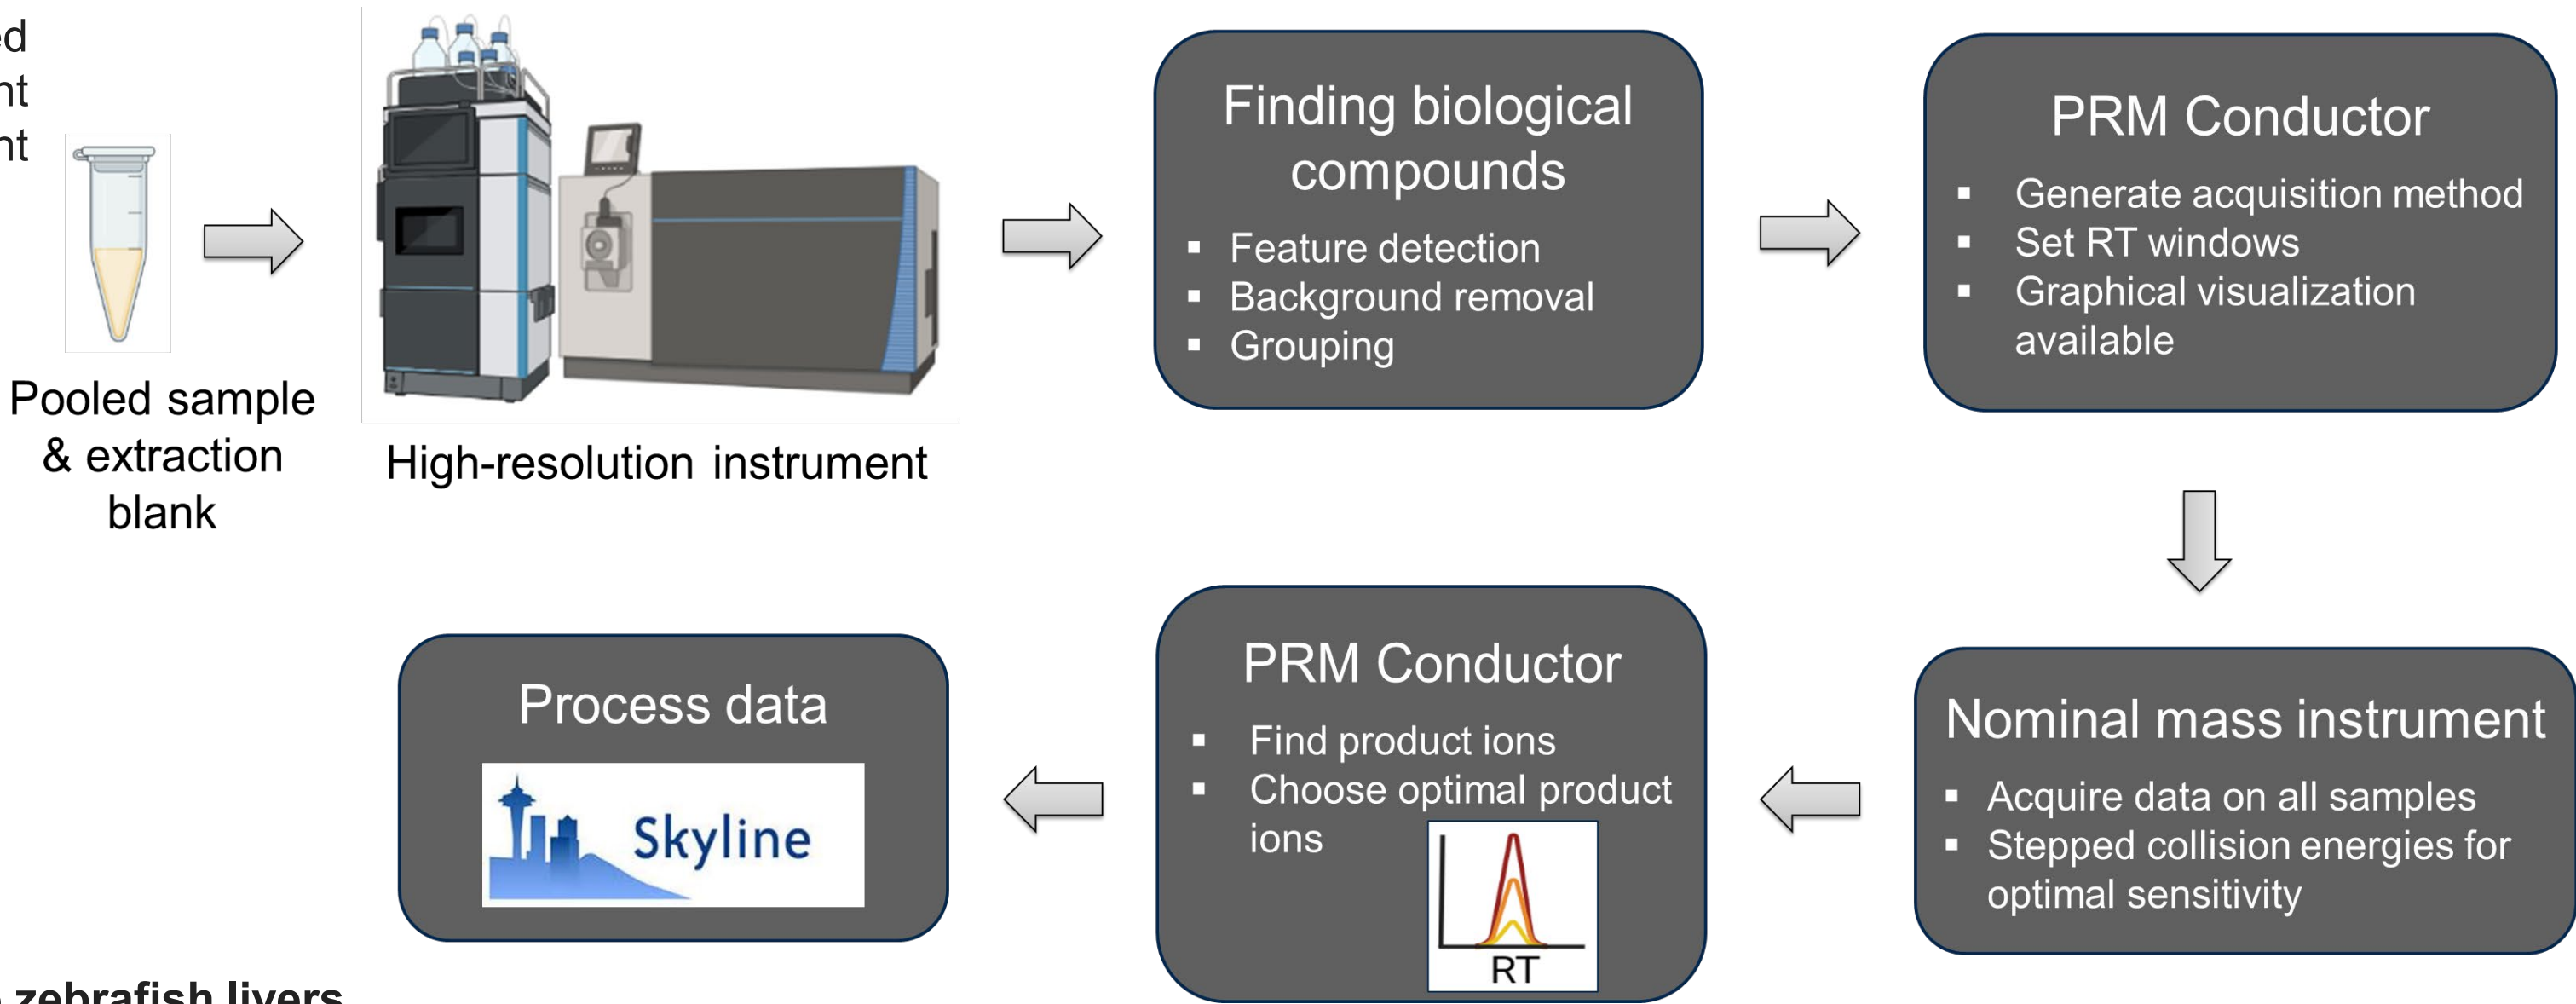 Pooled sample
& extraction
blank
High-resolution instrument
Finding biological
compounds
▪ Feature detection
▪ Background removal
▪ Grouping
PRM Conductor
▪ Generate acquisition method
▪ Set RT windows
▪ Graphical visualization
available
Nominal mass instrument
▪ Acquire data on all samples
▪ Stepped collision energies for
optimal sensitivity
PRM Conductor
▪ Find product ions
▪ Choose optimal product
ions
RT
Process data
Skyline
zebrafish livers